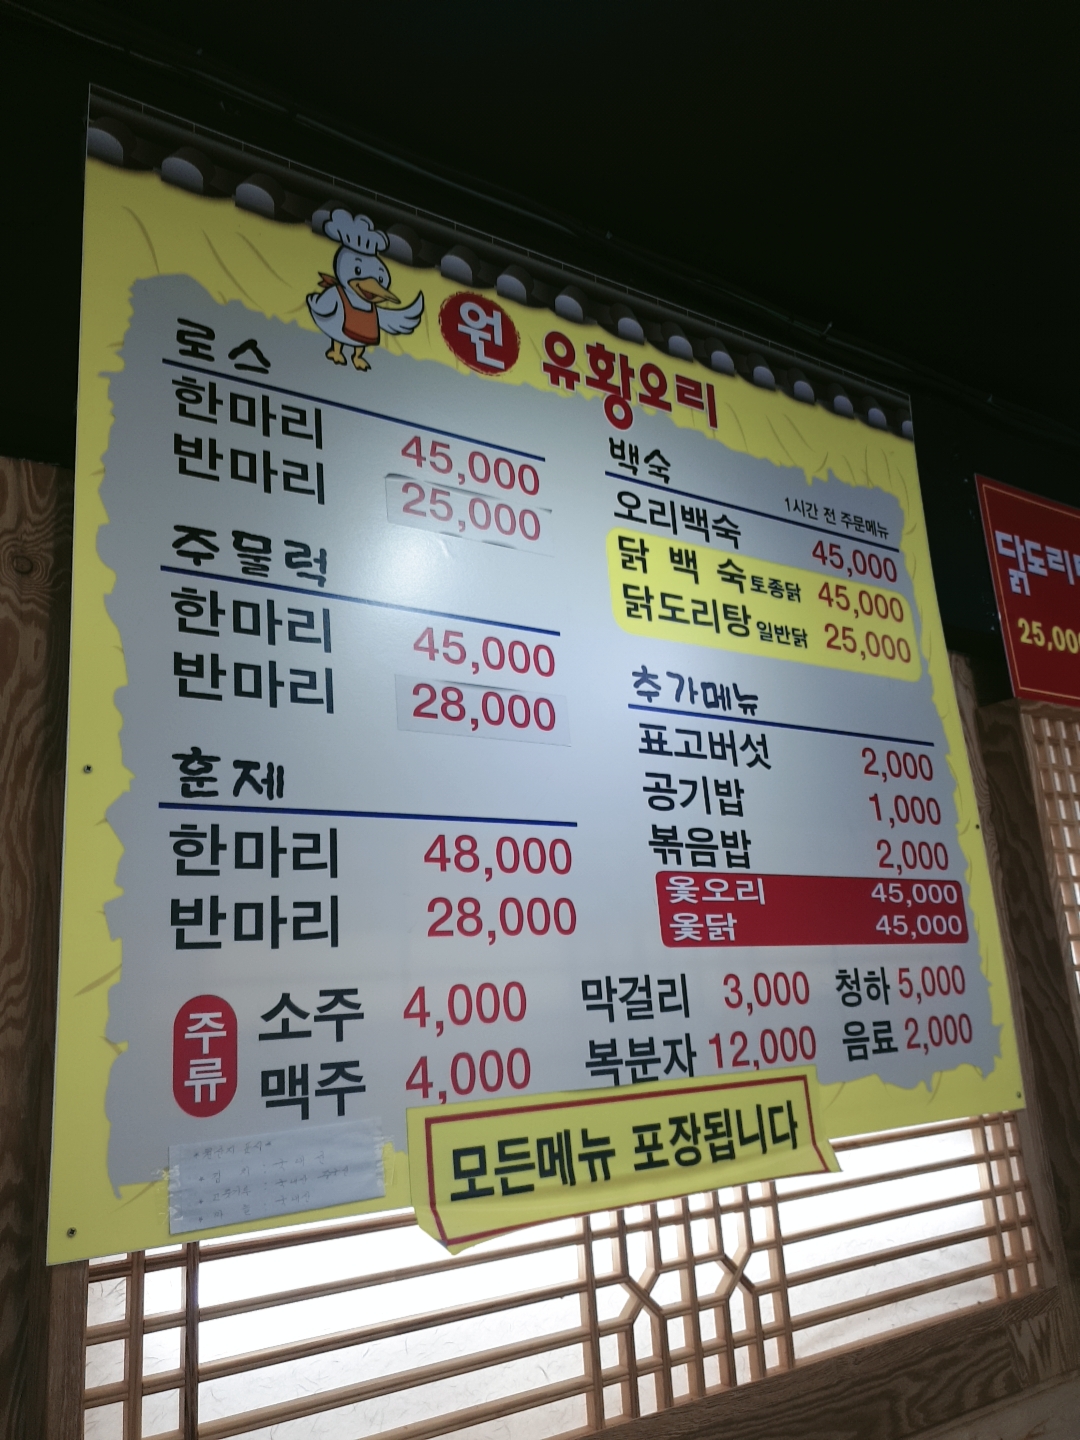 원 유황오리
로스
한마리 45,000
반마리 25,000
주물럭
한마리 45,000
반마리 28,000
훈제
한마리 48,000
반마리 28,000
백숙
1시간 전 주문메뉴
오리백숙 45,000
닭 백 숙 토종닭 45,000
닭도리탕 일반닭 25,000
추가메뉴
표고버섯 2,000
공기밥 1,000
볶음밥 2,000
옻오리 45,000
옻닭 45,000
주류
소주 4,000 막걸리 3,000 청하 5,000
맥주 4,000 복분자 12,000 음료 2,000
모든메뉴 포장됩니다
닭도리